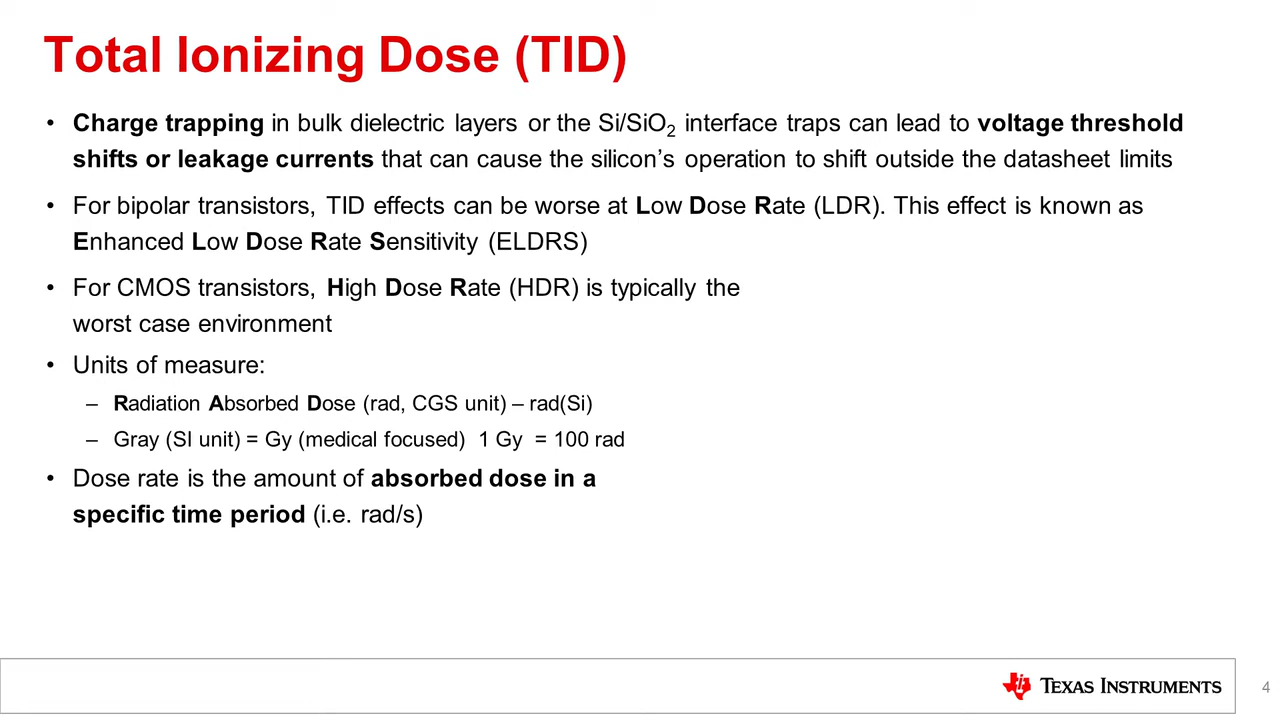 Total Ionizing Dose (TID)
• Charge trapping in bulk dielectric layers or the Si/SiO₂ interface traps can lead to voltage threshold
shifts or leakage currents that can cause the silicon’s operation to shift outside the datasheet limits
• For bipolar transistors, TID effects can be worse at Low Dose Rate (LDR). This effect is known as
Enhanced Low Dose Rate Sensitivity (ELDRS)
• For CMOS transistors, High Dose Rate (HDR) is typically the
worst case environment
• Units of measure:
– Radiation Absorbed Dose (rad, CGS unit) – rad(Si)
– Gray (SI unit) = Gy (medical focused) 1 Gy = 100 rad
• Dose rate is the amount of absorbed dose in a
specific time period (i.e. rad/s)
TEXAS INSTRUMENTS
4